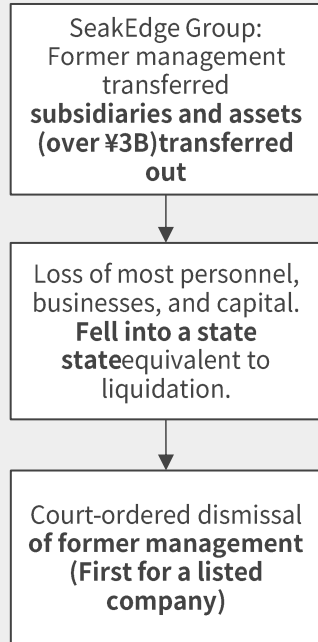 SeakEdge Group:
Former management
transferred
subsidiaries and assets
(over ¥3B)transferred
out
Loss of most personnel,
businesses, and capital.
Fell into a state
stateequivalent to
liquidation.
Court-ordered dismissal
of former management
(First for a listed
company)